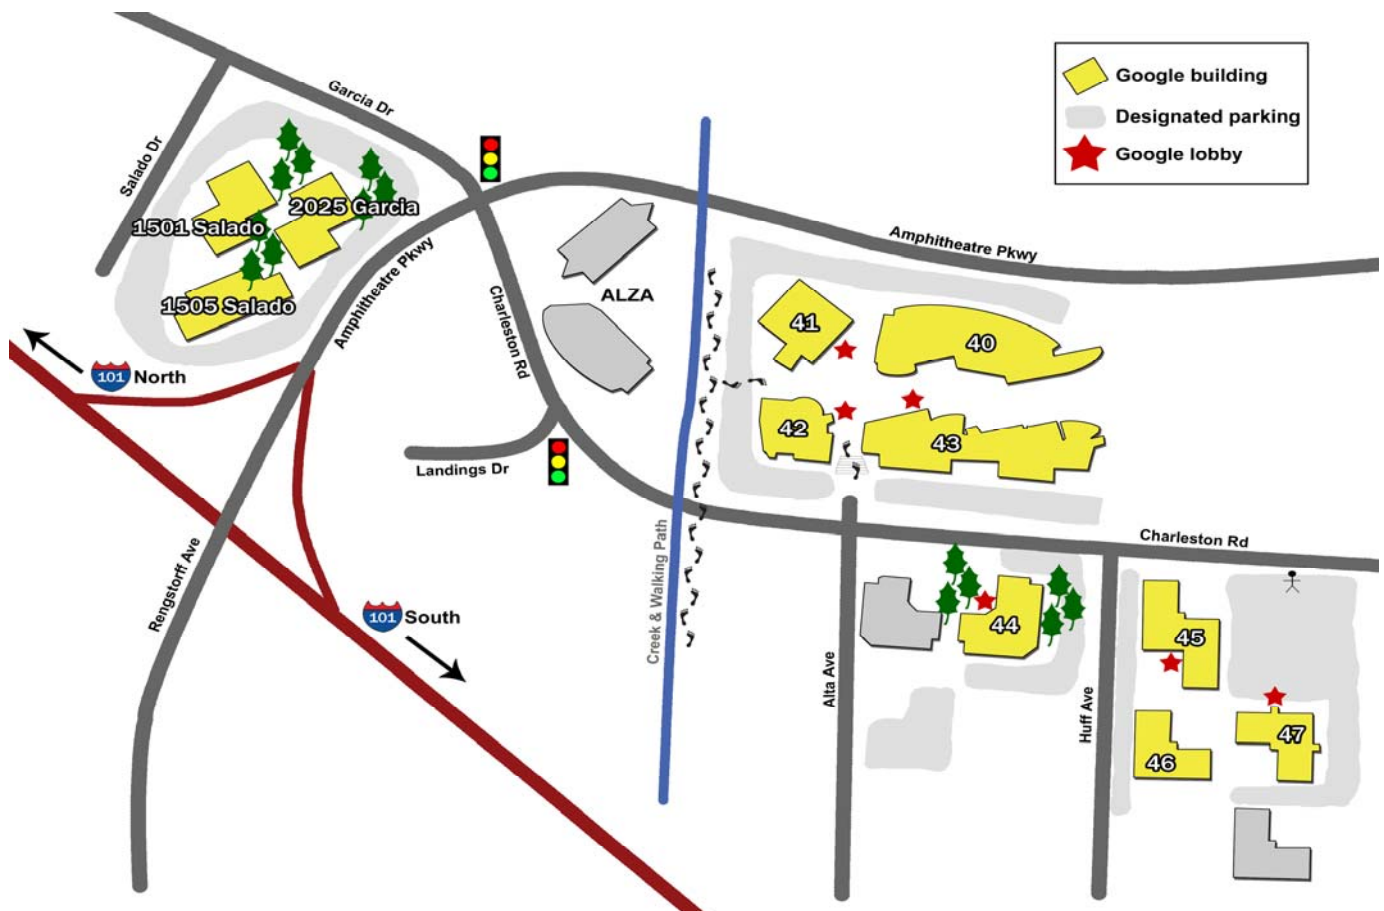 Google building
Designated parking
Google lobby
Garcia Dr
Salado Dr
2025 Garcia
1501 Salado
1505 Salado
Amphitheatre Pkwy
Amphitheatre Pkwy
ALZA
Charleston Rd
41
40
42
43
101 North
Landings Dr
Charleston Rd
Rengstorff Ave
101 South
Creek & Walking Path
44
45
Alta Ave
Huff Ave
46
47